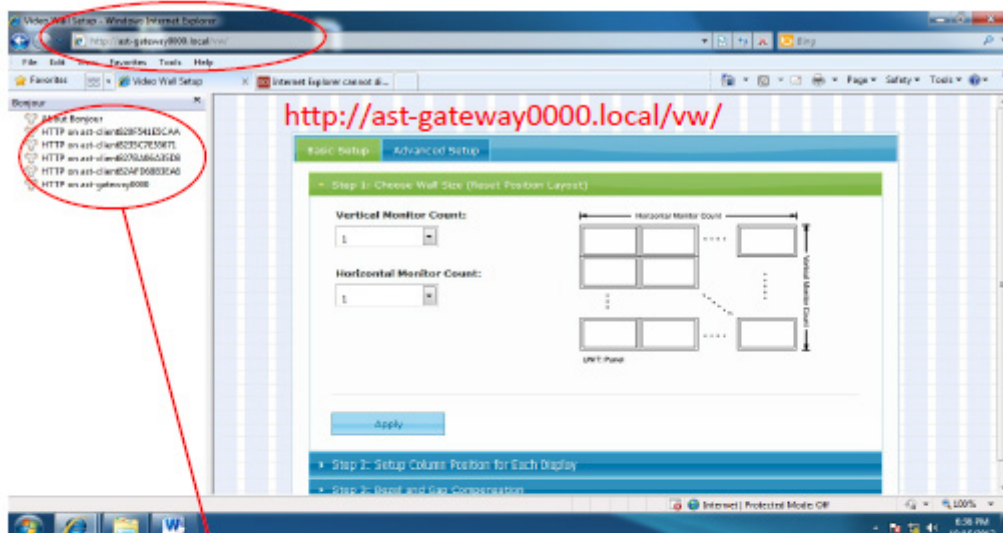 Video Wall Setup - Windows Internet Explorer
http://ast-gateway0000.local/vw/
Bing
File Edit View Favorites Tools Help
Favorites
Video Wall Setup
Internet Explorer cannot di...
Page Safety Tools
Bonjour
About Bonjour
HTTP on ast-gateway0000
http://ast-gateway0000.local/vw/
Basic Setup
Advanced Setup
Step 1: Choose Wall Size (Reset Position Layout)
Vertical Monitor Count:
1
Horizontal Monitor Count:
1
Horizontal Monitor Count
Vertical Monitor Count
UNIT: Panel
Apply
Step 2: Setup Column Position for Each Display
Step 3: Bezel and Gap Compensation
Internet | Protected Mode: Off
100%
6:36 PM